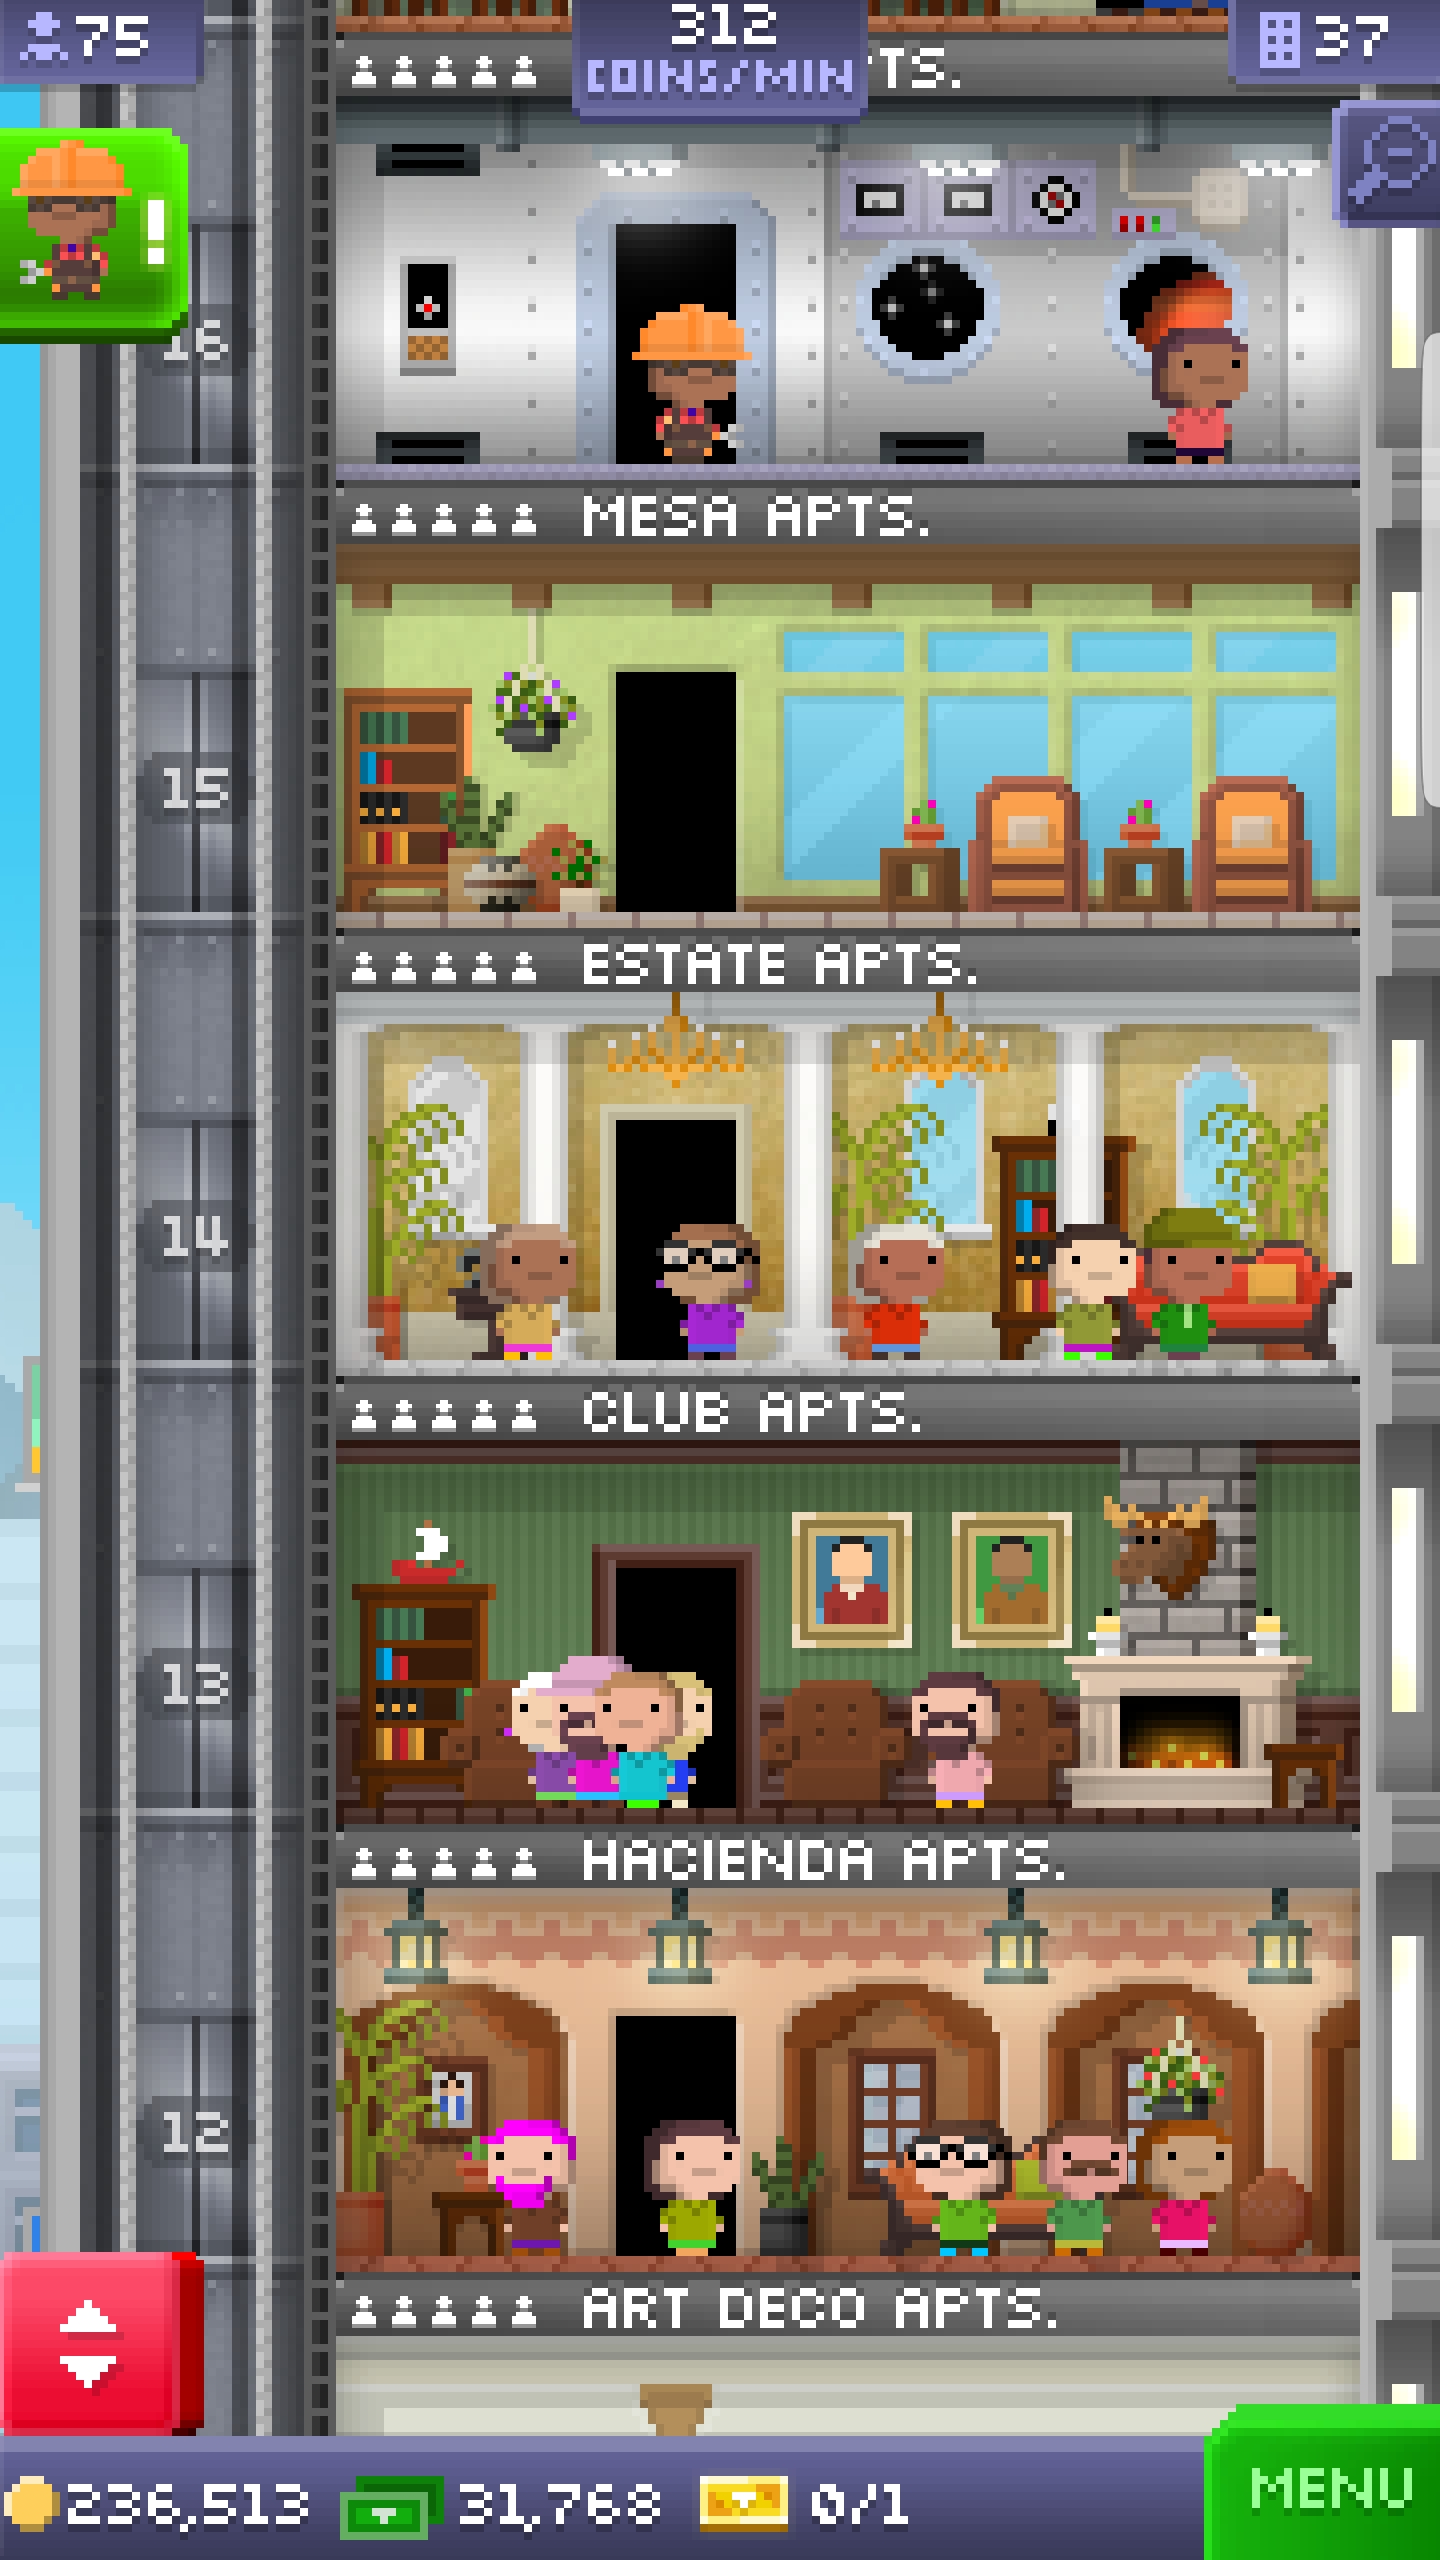 75
312
COINS/MIN
37
TS.
!
16
MESA APTS.
15
ESTATE APTS.
14
CLUB APTS.
13
HACIENDA APTS.
12
ART DECO APTS.
236,513
31,768
0/1
MENU